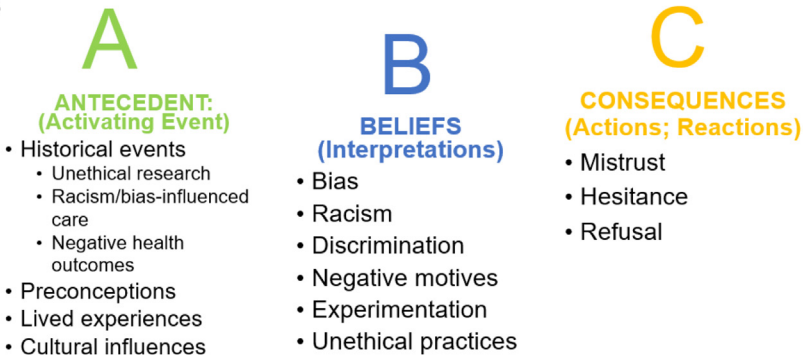 A
ANTECEDENT:
(Activating Event)
• Historical events
• Unethical research
• Racism/bias-influenced
care
• Negative health
outcomes
• Preconceptions
• Lived experiences
• Cultural influences
B
BELIEFS
(Interpretations)
• Bias
• Racism
• Discrimination
• Negative motives
• Experimentation
• Unethical practices
C
CONSEQUENCES
(Actions; Reactions)
• Mistrust
• Hesitance
• Refusal